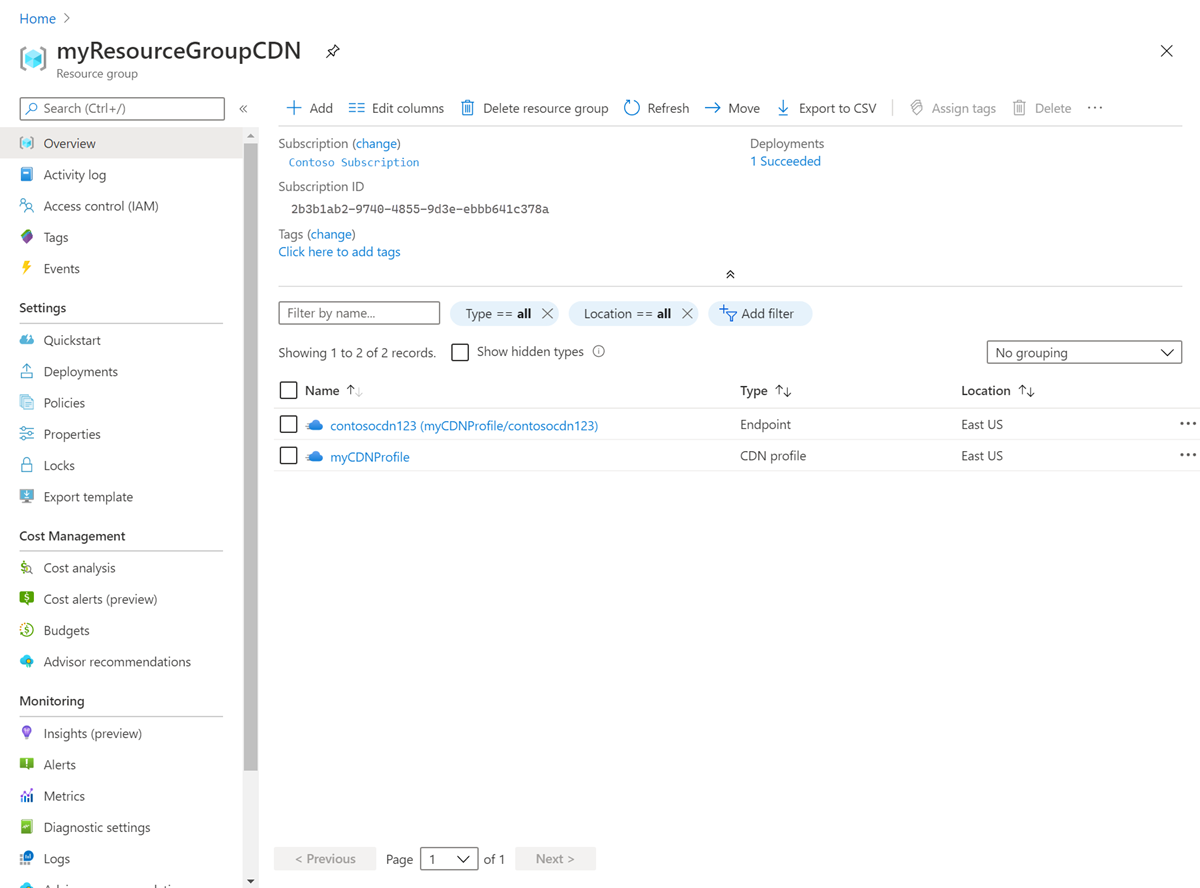 Home
myResourceGroupCDN
Resource group
Search (Ctrl+/)
Overview
Activity log
Access control (IAM)
Tags
Events
Settings
Quickstart
Deployments
Policies
Properties
Locks
Export template
Cost Management
Cost analysis
Cost alerts (preview)
Budgets
Advisor recommendations
Monitoring
Insights (preview)
Alerts
Metrics
Diagnostic settings
Logs
Add Edit columns Delete resource group Refresh Move Export to CSV Assign tags Delete ...
Subscription (change)
Contoso Subscription
Subscription ID
2b3b1ab2-9740-4855-9d3e-ebbb641c378a
Tags (change)
Click here to add tags
Deployments
1 Succeeded
Filter by name... Type == all Location == all Add filter
Showing 1 to 2 of 2 records. Show hidden types No grouping
Name Type Location
contosocdn123 (myCDNProfile/contosocdn123) Endpoint East US ...
myCDNProfile CDN profile East US ...
< Previous Page 1 of 1 Next >